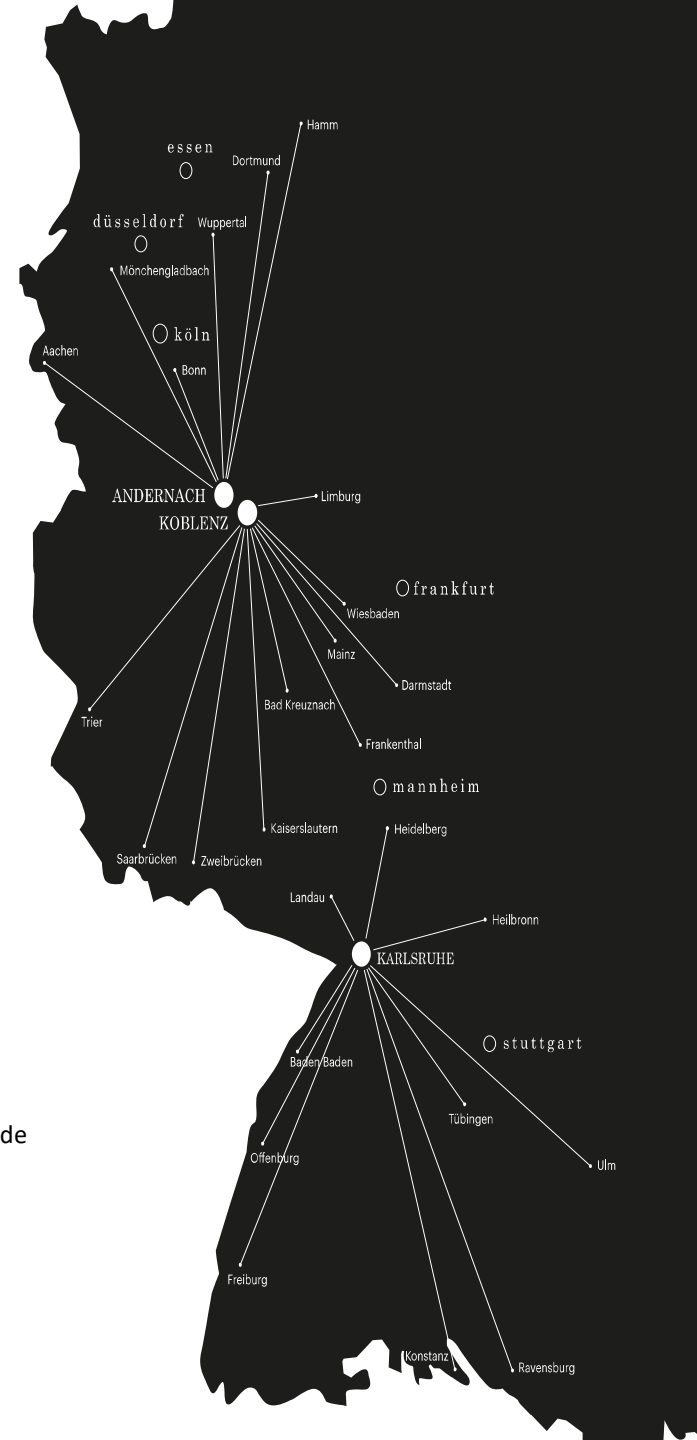 Hamm
essen
Dortmund
düsseldorf
Wuppertal
Mönchengladbach
köln
Aachen
Bonn
ANDERNACH
Limburg
KOBLENZ
frankfurt
Wiesbaden
Mainz
Darmstadt
Bad Kreuznach
Trier
Frankenthal
mannheim
Kaiserslautern
Heidelberg
Saarbrücken
Zweibrücken
Landau
Heilbronn
KARLSRUHE
stuttgart
Baden Baden
Tübingen
de
Offenburg
Ulm
Freiburg
Konstanz
Ravensburg